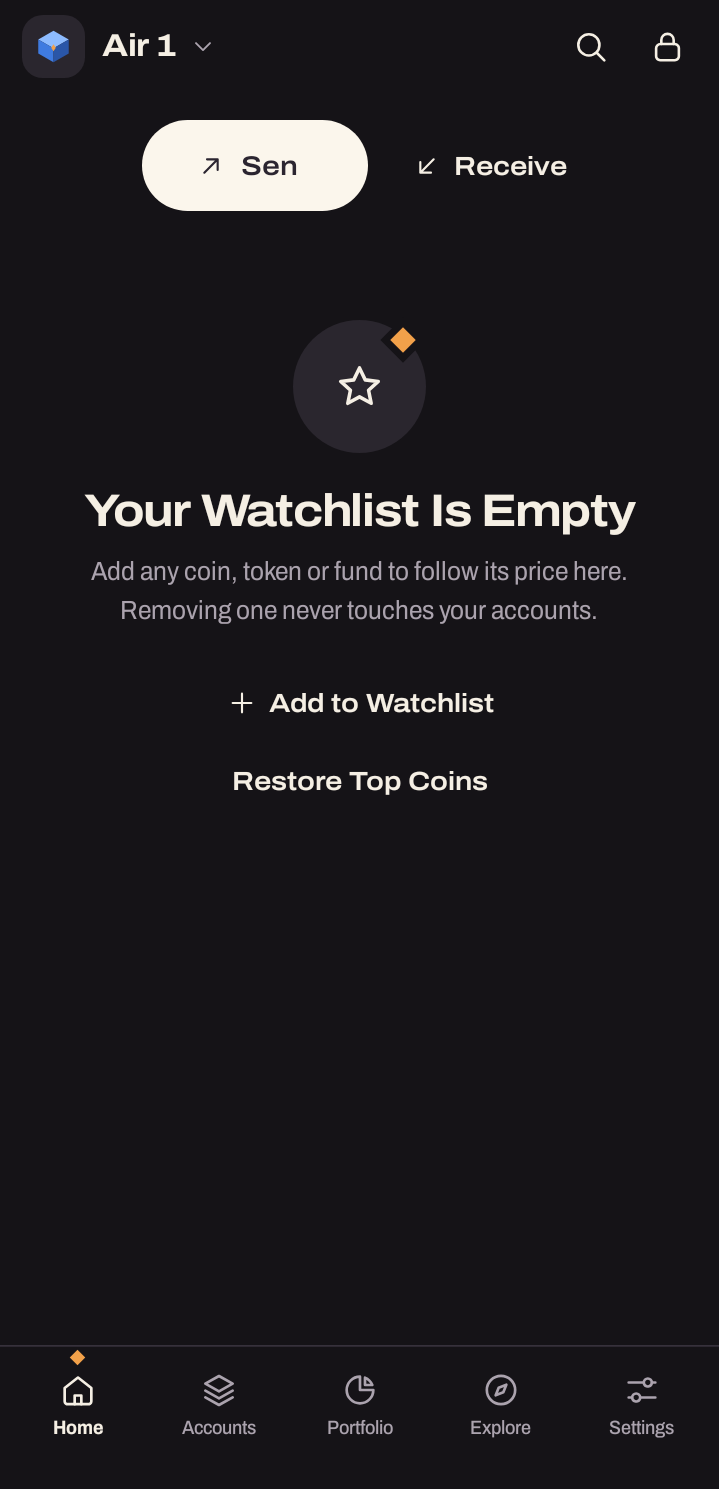 Air 1
Sen
Receive
Your Watchlist Is Empty
Add any coin, token or fund to follow its price here.
Removing one never touches your accounts.
Add to Watchlist
Restore Top Coins
Home
Accounts
Portfolio
Explore
Settings